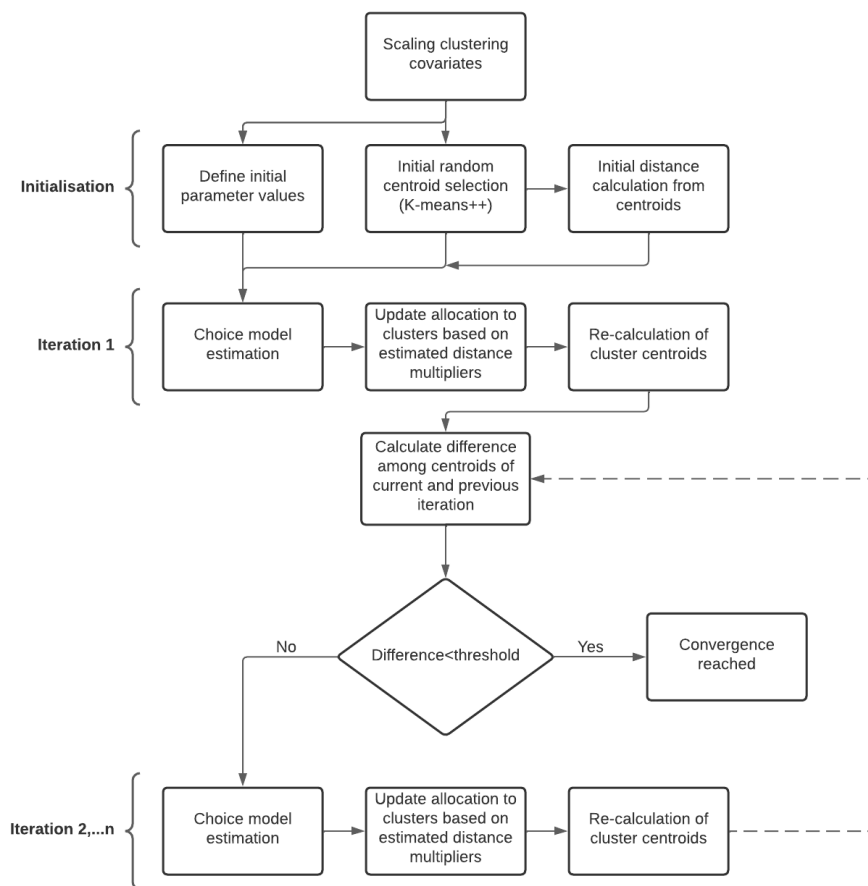 Scaling clustering
covariates
Initialisation
Define initial
parameter values
Initial random
centroid selection
(K-means++)
Initial distance
calculation from
centroids
Iteration 1
Choice model
estimation
Update allocation to
clusters based on
estimated distance
multipliers
Re-calculation of
cluster centroids
Calculate difference
among centroids of
current and previous
iteration
No
Difference<threshold
Yes
Convergence
reached
Iteration 2,...n
Choice model
estimation
Update allocation to
clusters based on
estimated distance
multipliers
Re-calculation of
cluster centroids